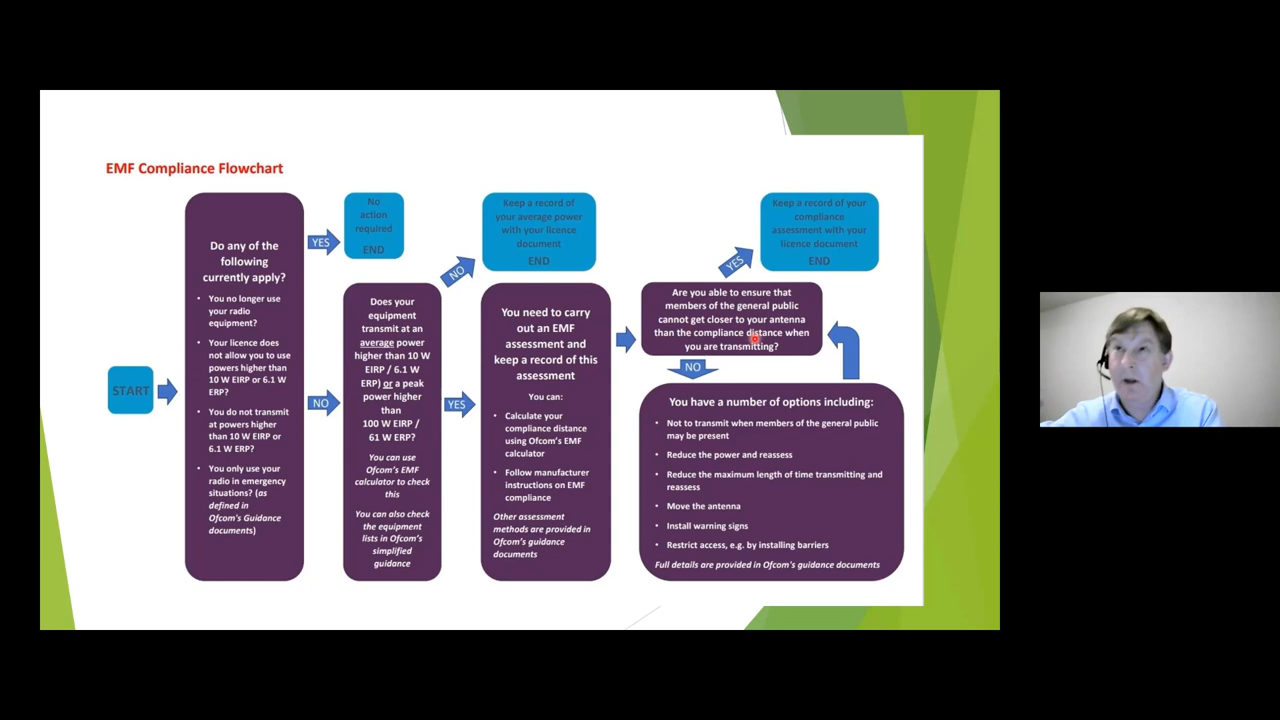 EMF Compliance Flowchart
START
Do any of the
following
currently apply?
• You no longer use
your radio
equipment?
• Your licence does
not allow you to use
powers higher than
10 W EIRP or 6.1 W
ERP?
• You do not transmit
at powers higher
than 10 W EIRP or
6.1 W ERP?
• You only use your
radio in emergency
situations? (as
defined in
Ofcom's Guidance
documents)
YES
NO
No
action
required
END
Does your
equipment
transmit at an
average power
higher than 10 W
EIRP / 6.1 W
ERP) or a peak
power higher
than
100 W EIRP /
61 W ERP?
You can use
Ofcom's EMF
calculator to check
this
You can also check
the equipment
lists in Ofcom's
simplified
guidance
NO
YES
Keep a record of
your average power
with your licence
document
END
You need to carry
out an EMF
assessment and
keep a record of this
assessment
You can:
• Calculate your
compliance distance
using Ofcom's EMF
calculator
• Follow manufacturer
instructions on EMF
compliance
Other assessment
methods are provided in
Ofcom's guidance
documents
Are you able to ensure that
members of the general public
cannot get closer to your antenna
than the compliance distance when
you are transmitting?
YES
NO
Keep a record of your
compliance
assessment with your
licence document
END
You have a number of options including:
• Not to transmit when members of the general public
may be present
• Reduce the power and reassess
• Reduce the maximum length of time transmitting and
reassess
• Move the antenna
• Install warning signs
• Restrict access, e.g. by installing barriers
Full details are provided in Ofcom's guidance documents